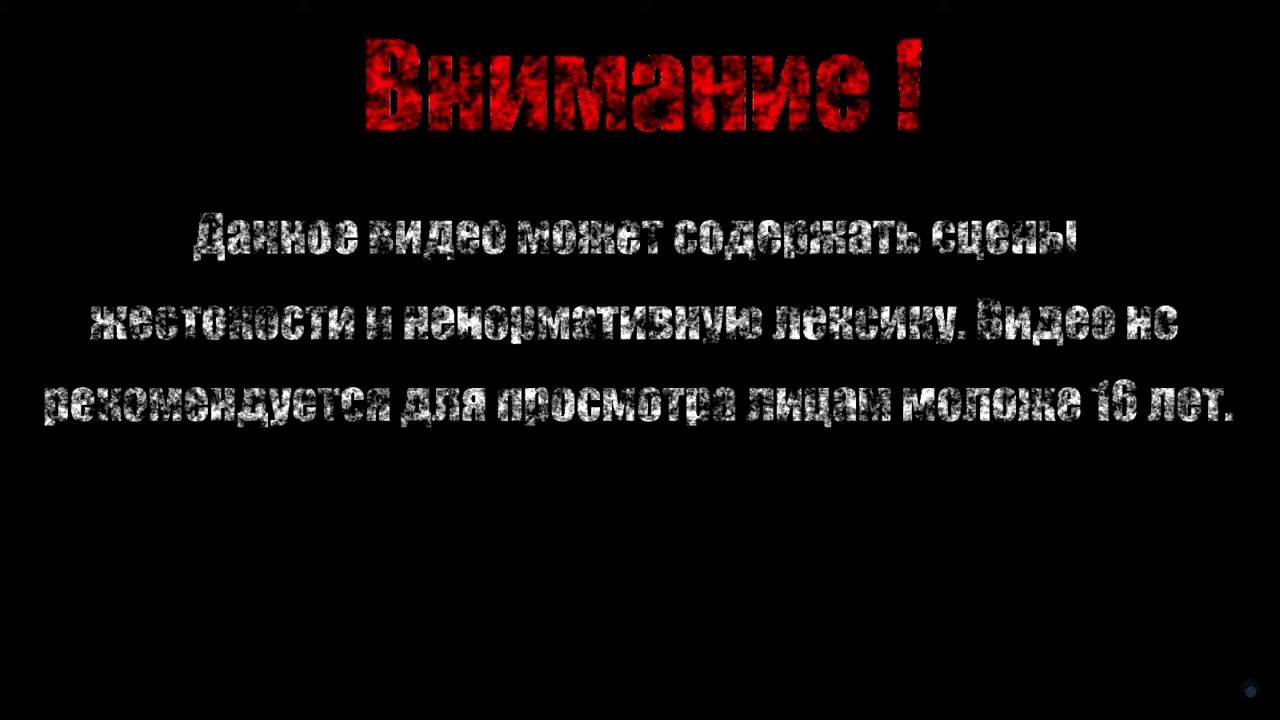 Внимание !
Данное видео может содержать сцены
жестокости и ненормативную лексику. Видео не
рекомендуется для просмотра лицам моложе 16 лет.